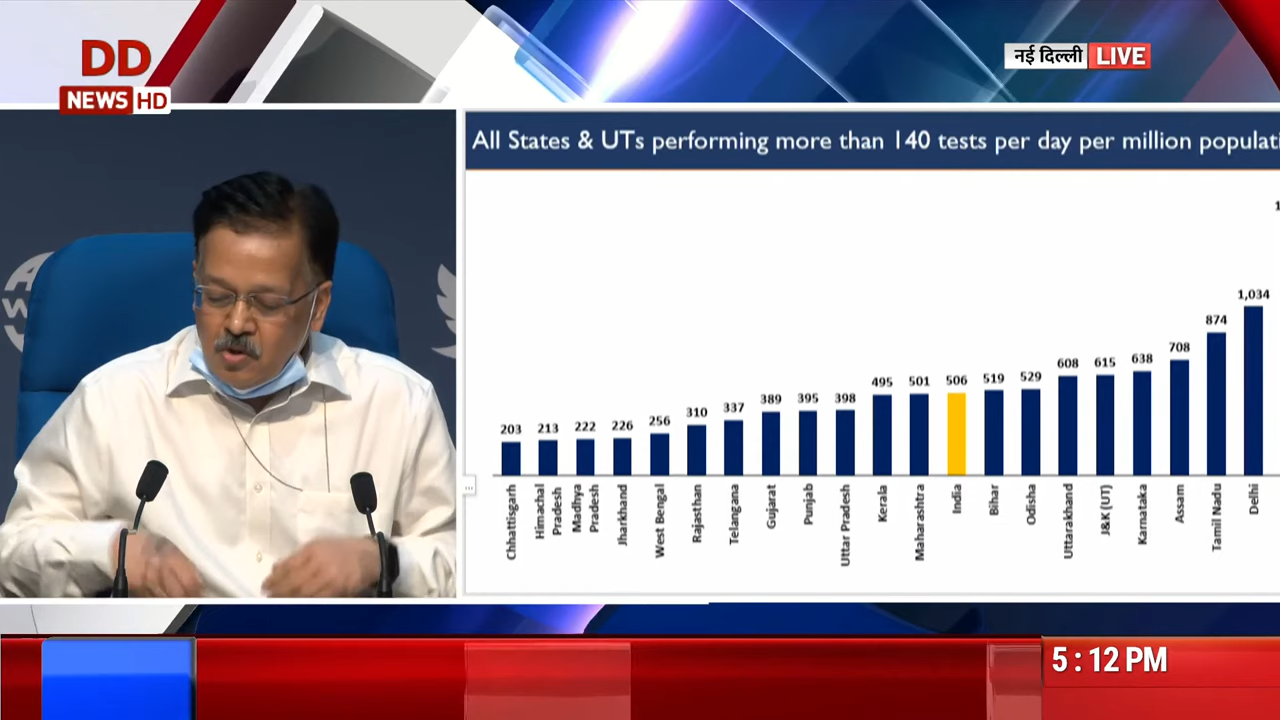 DD
NEWS HD
नई दिल्ली LIVE
W
All States & UTs performing more than 140 tests per day per million populati
1
203
213
222
226
256
310
337
389
395
398
495
501
506
519
529
608
615
638
708
874
1,034
Chhattisgarh
Himachal
Pradesh
Madhya
Pradesh
Jharkhand
West Bengal
Rajasthan
Telangana
Gujarat
Punjab
Uttar Pradesh
Kerala
Maharashtra
India
Bihar
Odisha
Uttarakhand
J&K (UT)
Karnataka
Assam
Tamil Nadu
Delhi
5:12 PM